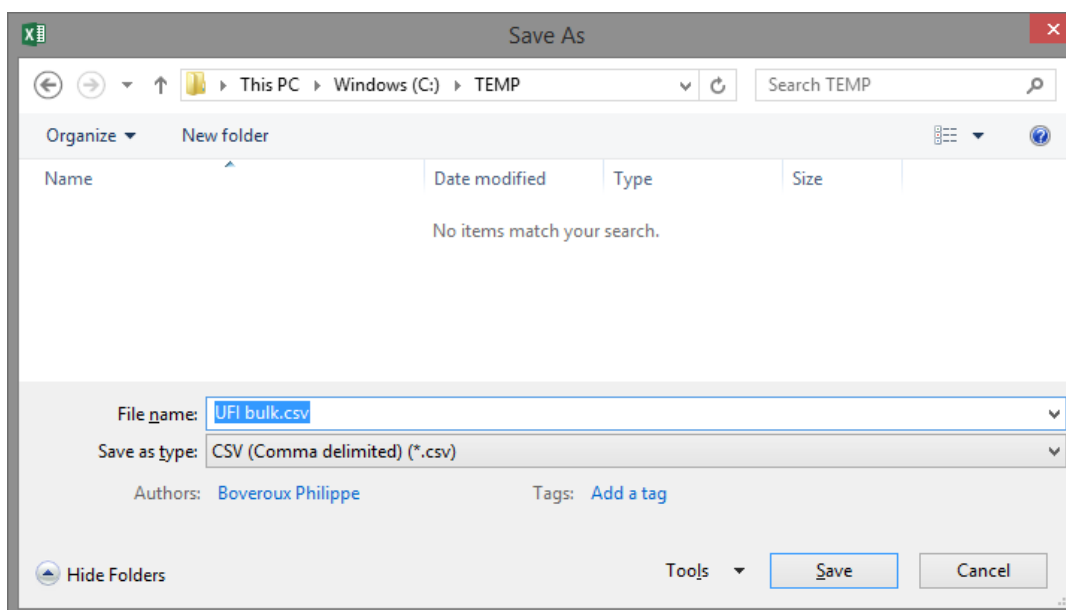 Save As
This PC Windows (C:) TEMP Search TEMP
Organize New folder
Name Date modified Type Size
No items match your search.
File name: UFI bulk.csv
Save as type: CSV (Comma delimited) (*.csv)
Authors: Boveroux Philippe Tags: Add a tag
Hide Folders Tools Save Cancel